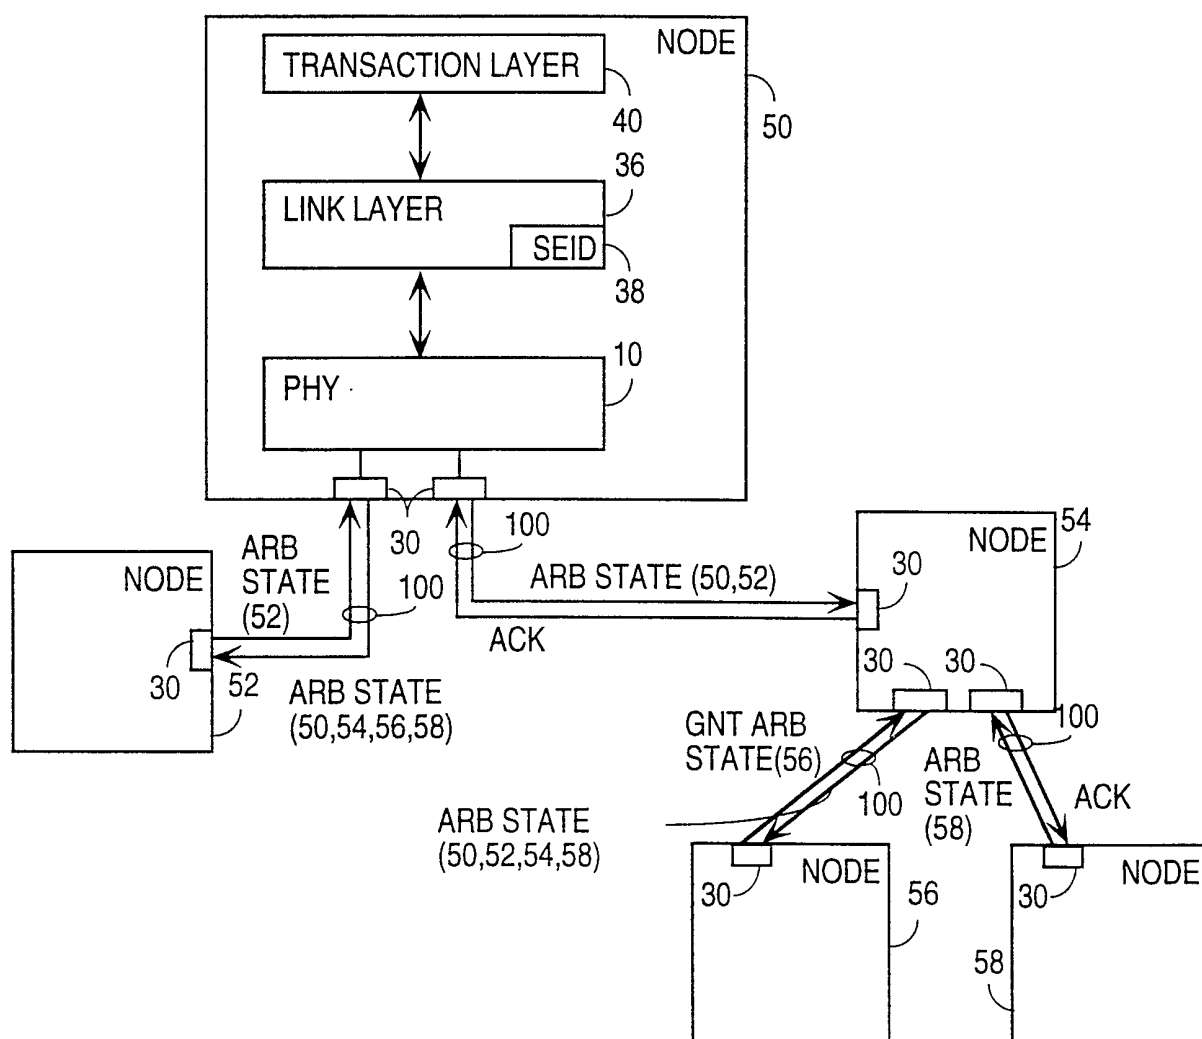 NODE
50
TRANSACTION LAYER
40
36
LINK LAYER
SEID
38
10
PHY
30
100
ARB
STATE
(52)
100
NODE
30
52
ARB STATE
(50,54,56,58)
ARB STATE (50,52)
ACK
54
NODE
30
30
30
GNT ARB
STATE(56)
100
ARB
STATE
(58)
100
ACK
ARB STATE
(50,52,54,58)
NODE
30
56
NODE
30
58